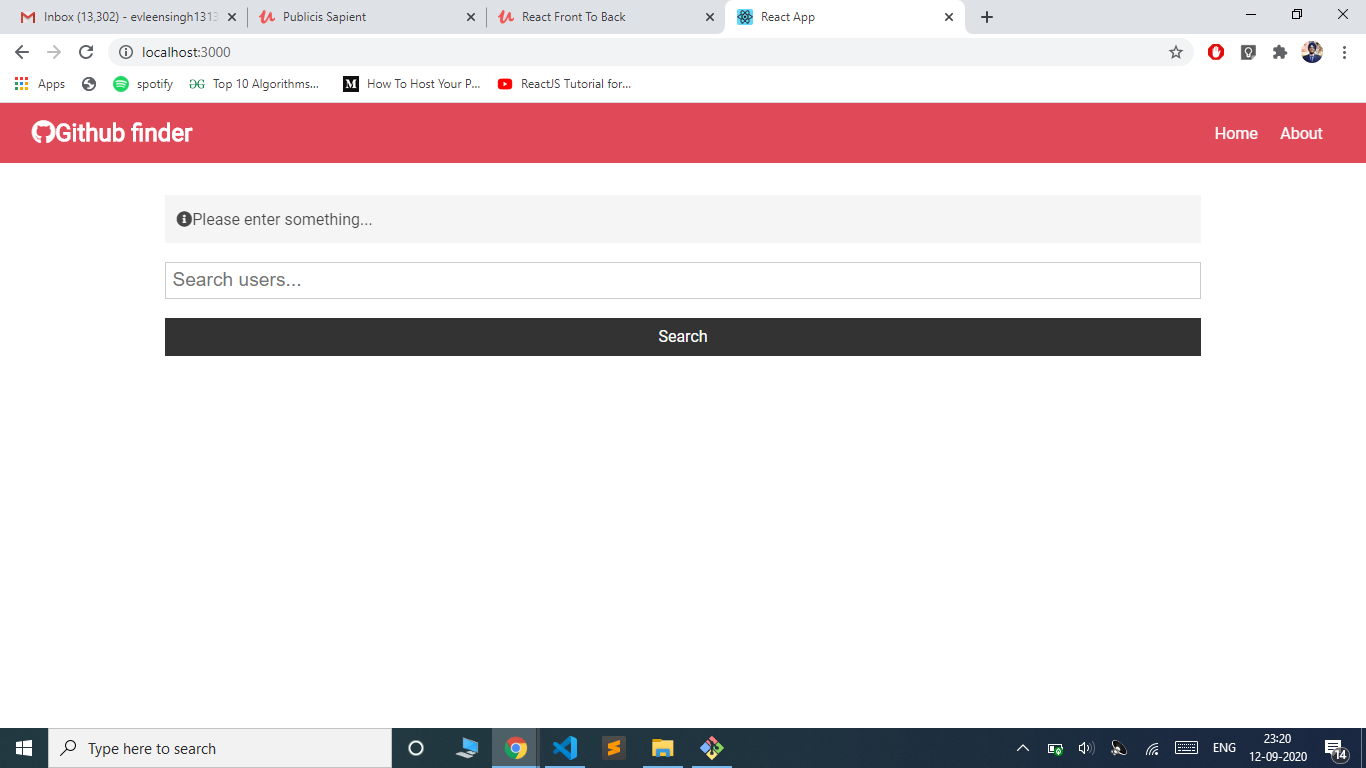 Inbox (13,302) - evleensingh1313
Publicis Sapient
React Front To Back
React App
localhost:3000
Apps
spotify
Top 10 Algorithms...
How To Host Your P...
ReactJS Tutorial for...
Github finder
Home
About
Please enter something...
Search users...
Search
Type here to search
ENG
23:20
12-09-2020
14